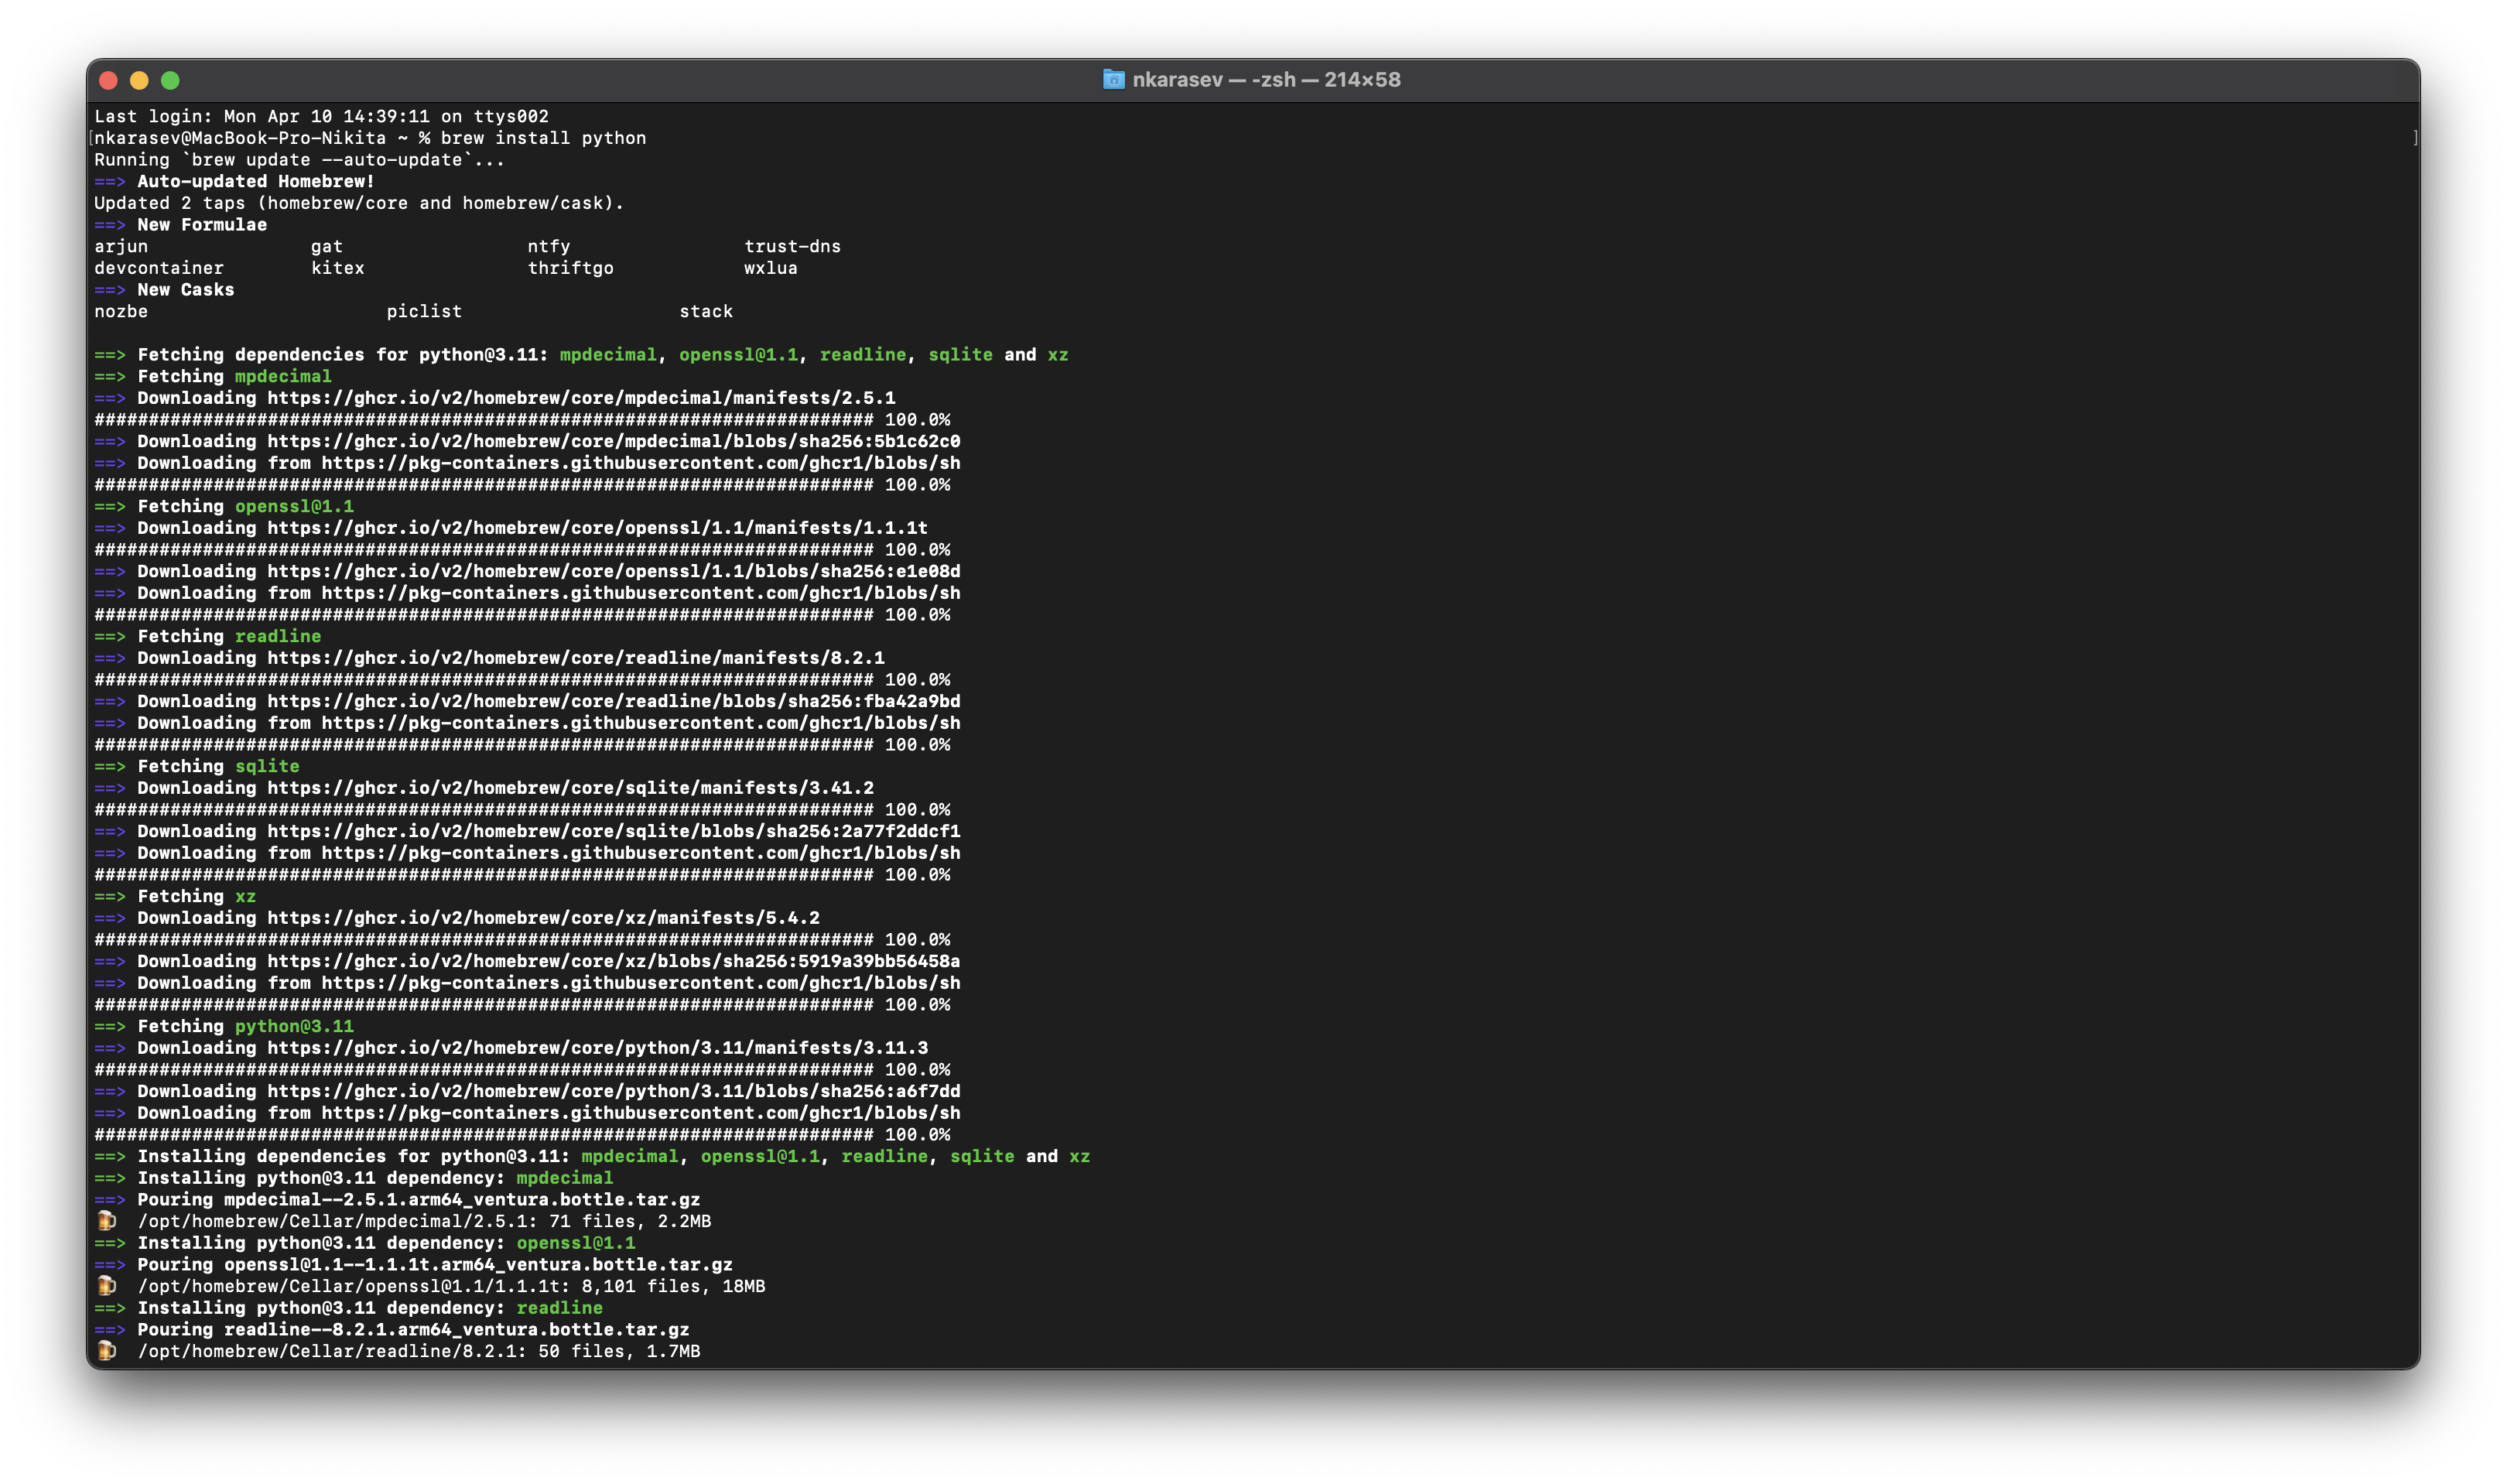 nkarasev — -zsh — 214×58
Last login: Mon Apr 10 14:39:11 on ttys002
[nkarasev@MacBook-Pro-Nikita ~ % brew install python ]
Running `brew update --auto-update`...
==> Auto-updated Homebrew!
Updated 2 taps (homebrew/core and homebrew/cask).
==> New Formulae
arjun gat ntfy trust-dns
devcontainer kitex thriftgo wxlua
==> New Casks
nozbe piclist stack
==> Fetching dependencies for python@3.11: mpdecimal, openssl@1.1, readline, sqlite and xz
==> Fetching mpdecimal
==> Downloading https://ghcr.io/v2/homebrew/core/mpdecimal/manifests/2.5.1
######################################################################## 100.0%
==> Downloading https://ghcr.io/v2/homebrew/core/mpdecimal/blobs/sha256:5b1c62c0
==> Downloading from https://pkg-containers.githubusercontent.com/ghcr1/blobs/sh
######################################################################## 100.0%
==> Fetching openssl@1.1
==> Downloading https://ghcr.io/v2/homebrew/core/openssl/1.1/manifests/1.1.1t
######################################################################## 100.0%
==> Downloading https://ghcr.io/v2/homebrew/core/openssl/1.1/blobs/sha256:e1e08d
==> Downloading from https://pkg-containers.githubusercontent.com/ghcr1/blobs/sh
######################################################################## 100.0%
==> Fetching readline
==> Downloading https://ghcr.io/v2/homebrew/core/readline/manifests/8.2.1
######################################################################## 100.0%
==> Downloading https://ghcr.io/v2/homebrew/core/readline/blobs/sha256:fba42a9bd
==> Downloading from https://pkg-containers.githubusercontent.com/ghcr1/blobs/sh
######################################################################## 100.0%
==> Fetching sqlite
==> Downloading https://ghcr.io/v2/homebrew/core/sqlite/manifests/3.41.2
######################################################################## 100.0%
==> Downloading https://ghcr.io/v2/homebrew/core/sqlite/blobs/sha256:2a77f2ddcf1
==> Downloading from https://pkg-containers.githubusercontent.com/ghcr1/blobs/sh
######################################################################## 100.0%
==> Fetching xz
==> Downloading https://ghcr.io/v2/homebrew/core/xz/manifests/5.4.2
######################################################################## 100.0%
==> Downloading https://ghcr.io/v2/homebrew/core/xz/blobs/sha256:5919a39bb56458a
==> Downloading from https://pkg-containers.githubusercontent.com/ghcr1/blobs/sh
######################################################################## 100.0%
==> Fetching python@3.11
==> Downloading https://ghcr.io/v2/homebrew/core/python/3.11/manifests/3.11.3
######################################################################## 100.0%
==> Downloading https://ghcr.io/v2/homebrew/core/python/3.11/blobs/sha256:a6f7dd
==> Downloading from https://pkg-containers.githubusercontent.com/ghcr1/blobs/sh
######################################################################## 100.0%
==> Installing dependencies for python@3.11: mpdecimal, openssl@1.1, readline, sqlite and xz
==> Installing python@3.11 dependency: mpdecimal
==> Pouring mpdecimal--2.5.1.arm64_ventura.bottle.tar.gz
🍺 /opt/homebrew/Cellar/mpdecimal/2.5.1: 71 files, 2.2MB
==> Installing python@3.11 dependency: openssl@1.1
==> Pouring openssl@1.1--1.1.1t.arm64_ventura.bottle.tar.gz
🍺 /opt/homebrew/Cellar/openssl@1.1/1.1.1t: 8,101 files, 18MB
==> Installing python@3.11 dependency: readline
==> Pouring readline--8.2.1.arm64_ventura.bottle.tar.gz
🍺 /opt/homebrew/Cellar/readline/8.2.1: 50 files, 1.7MB